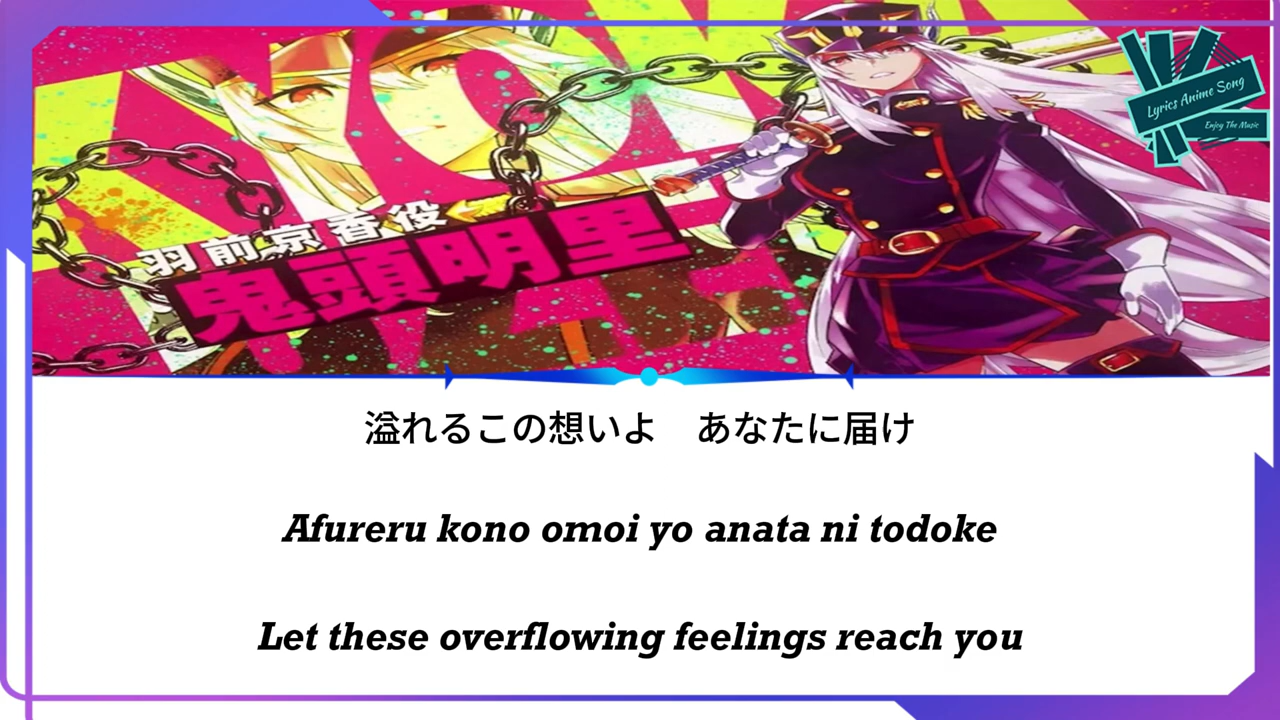 Lyrics Anime Song
Enjoy The Music
羽前京香役
鬼頭明里
溢れるこの想いよ　あなたに届け
Afureru kono omoi yo anata ni todoke
Let these overflowing feelings reach you